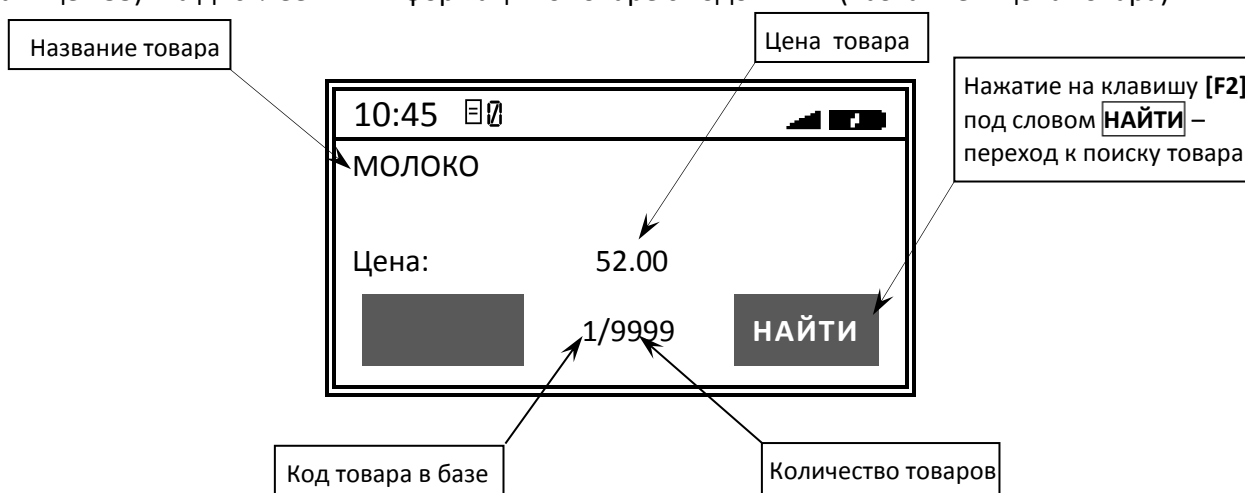 Название товара
Цена товара
Нажатие на клавишу [F2]
под словом НАЙТИ –
переход к поиску товара
10:45
МОЛОКО
Цена: 52.00
1/9999 НАЙТИ
Код товара в базе
Количество товаров